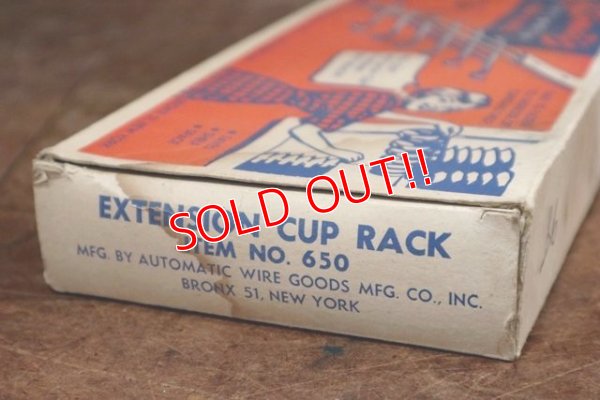 EXTENSION CUP RACK
ITEM NO. 650
MFG. BY AUTOMATIC WIRE GOODS MFG. CO., INC.
BRONX 51, NEW YORK
SOLD OUT!!